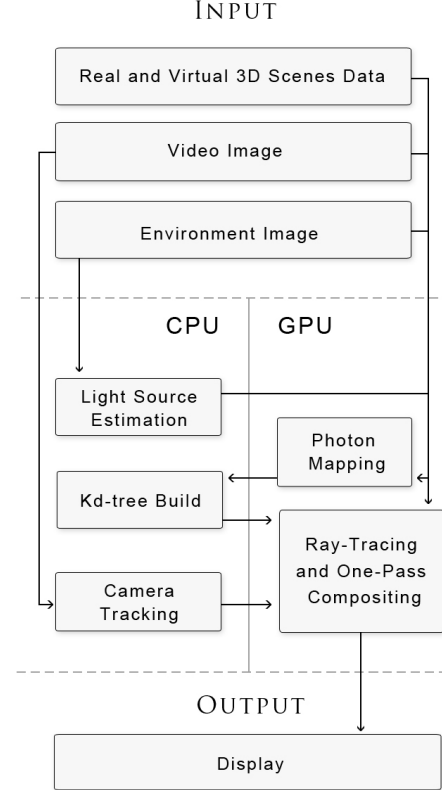 INPUT
Real and Virtual 3D Scenes Data
Video Image
Environment Image
CPU
GPU
Light Source
Estimation
Photon
Mapping
Kd-tree Build
Ray-Tracing
and One-Pass
Compositing
Camera
Tracking
OUTPUT
Display